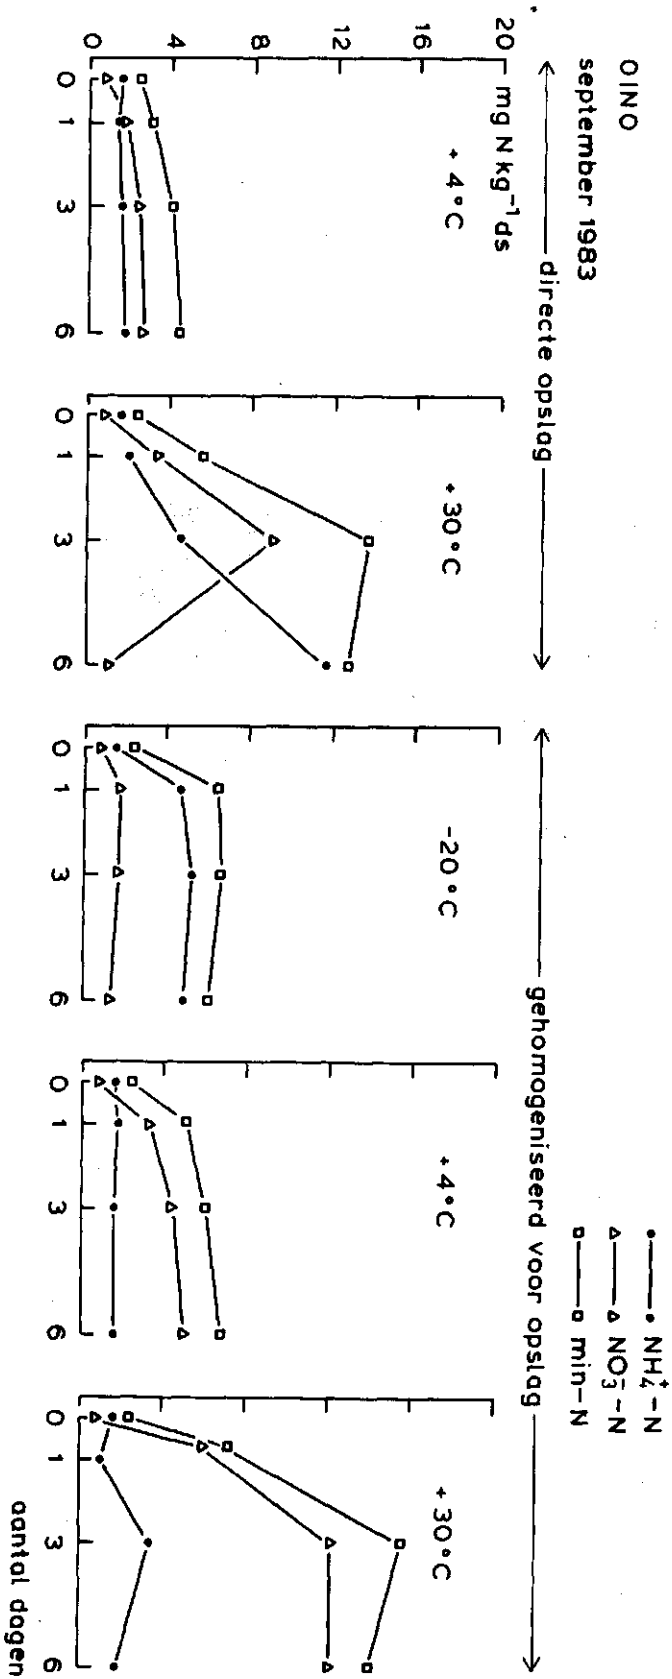 OINO
september 1983
directe opslag
gehomogeniseerd voor opslag
NH₄⁺-N
NO₃⁻-N
min-N
mg N kg⁻¹ ds
20
16
12
8
4
0
+ 4°C
+ 30°C
-20°C
+ 4°C
+ 30°C
0 1 3 6
0 1 3 6
0 1 3 6
0 1 3 6
0 1 3 6
aantal dagen